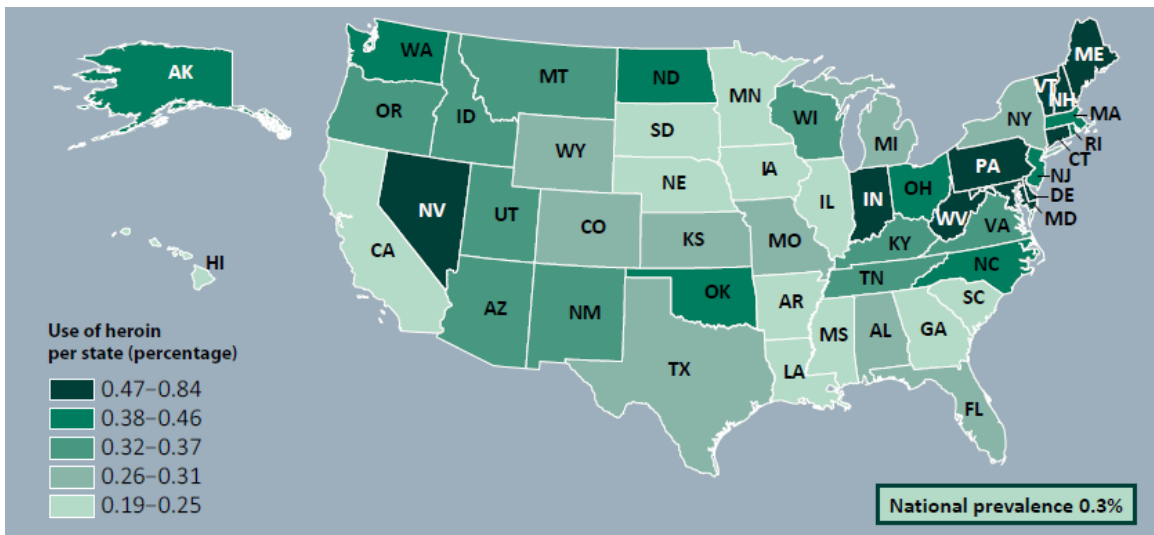 AK
WA
MT
ND
MN
ME
VT
NH
OR
ID
SD
WI
NY
MA
WY
MI
RI
CT
NE
IA
PA
NJ
NV
UT
CO
IL
IN
OH
DE
WV
MD
CA
KS
MO
KY
VA
HI
TN
NC
AZ
NM
OK
AR
SC
MS
AL
GA
TX
LA
FL
Use of heroin
per state (percentage)
0.47–0.84
0.38–0.46
0.32–0.37
0.26–0.31
0.19–0.25
National prevalence 0.3%